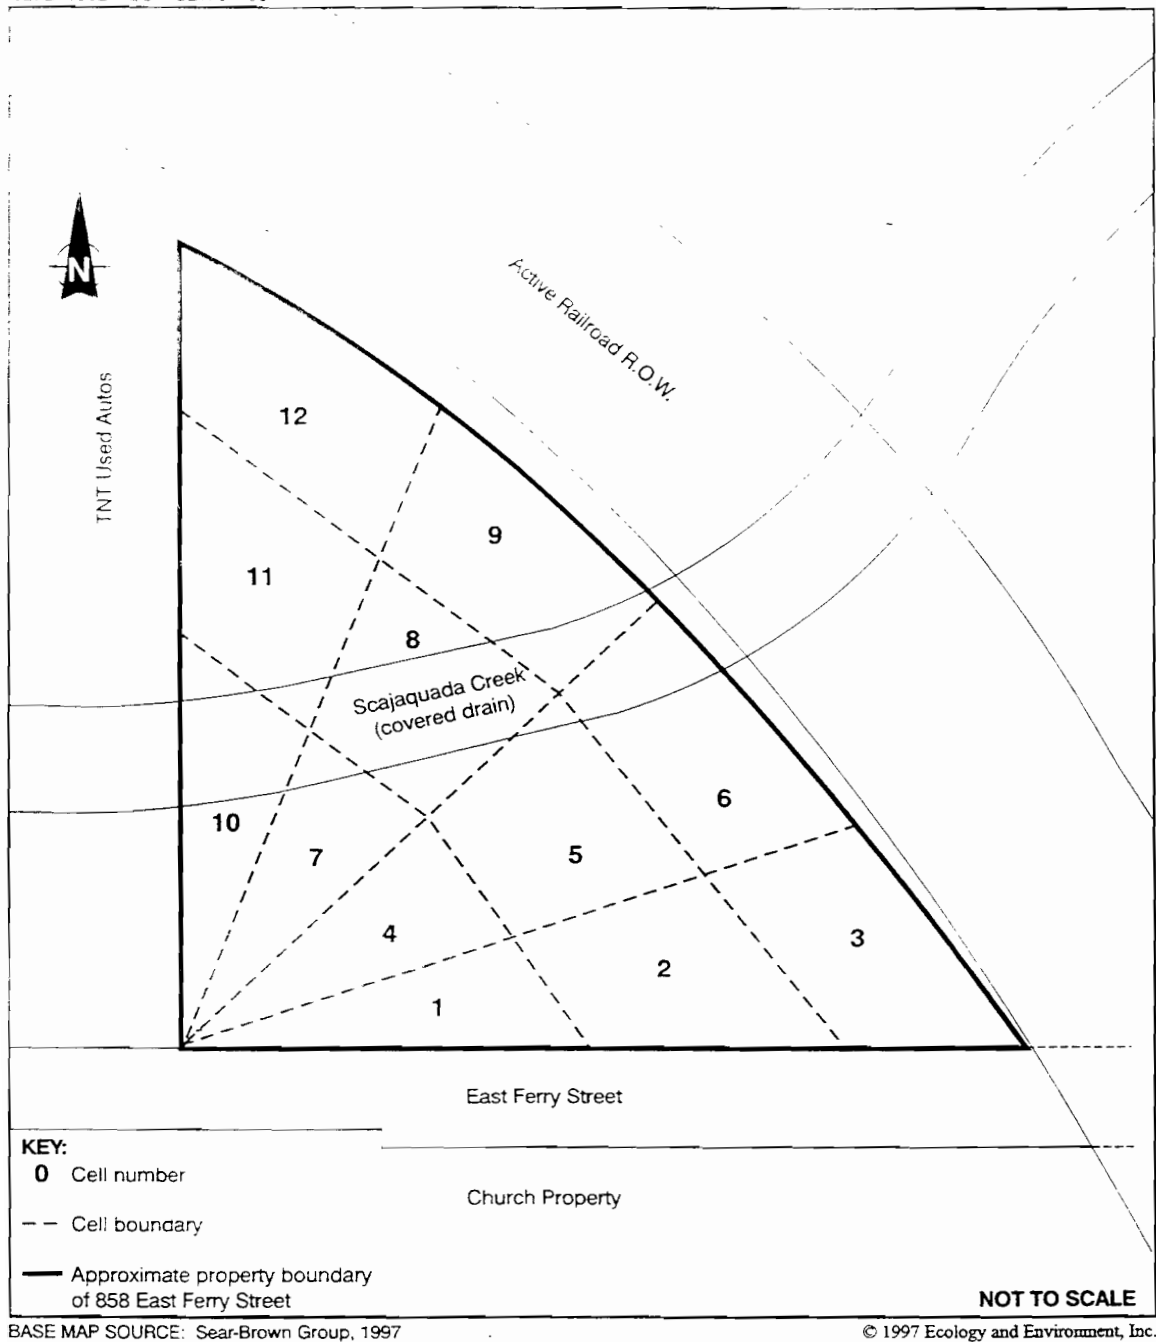 N
Active Railroad R.O.W.
TNT Used Autos
12
9
11
8
Scajaquada Creek
(covered drain)
6
10
7
5
4
3
2
1
East Ferry Street
KEY:
0 Cell number
Cell boundary
Church Property
Approximate property boundary
of 858 East Ferry Street
NOT TO SCALE
BASE MAP SOURCE: Sear-Brown Group, 1997
© 1997 Ecology and Environment, Inc.